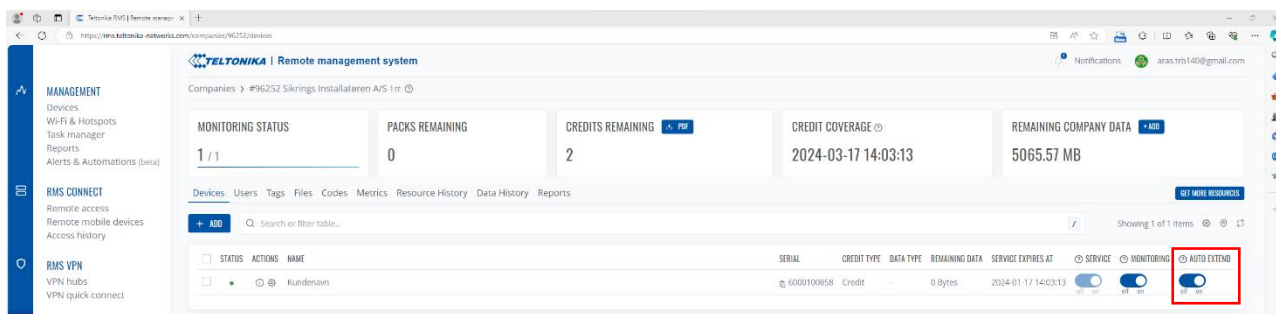 Teltonika RMS | Remote manage
https://rms.teltonika-networks.com/companies/96252/devices
TELTONIKA | Remote management system
Notifications
aras.trb140@gmail.com
MANAGEMENT
Devices
Wi-Fi & Hotspots
Task manager
Reports
Alerts & Automations (beta)
RMS CONNECT
Remote access
Remote mobile devices
Access history
RMS VPN
VPN hubs
VPN quick connect
Companies > #96252 Sikrings Installatøren A/S 1st
MONITORING STATUS
1 / 1
PACKS REMAINING
0
CREDITS REMAINING PDF
2
CREDIT COVERAGE
2024-03-17 14:03:13
REMAINING COMPANY DATA + ADD
5065.57 MB
Devices Users Tags Files Codes Metrics Resource History Data History Reports
GET MORE RESOURCES
+ ADD Search or filter table... / Showing 1 of 1 items
STATUS ACTIONS NAME SERIAL CREDIT TYPE DATA TYPE REMAINING DATA SERVICE EXPIRES AT SERVICE MONITORING AUTO EXTEND
Kundenavn 6000100858 Credit - 0 Bytes 2024-01-17 14:03:13
off on off on off on